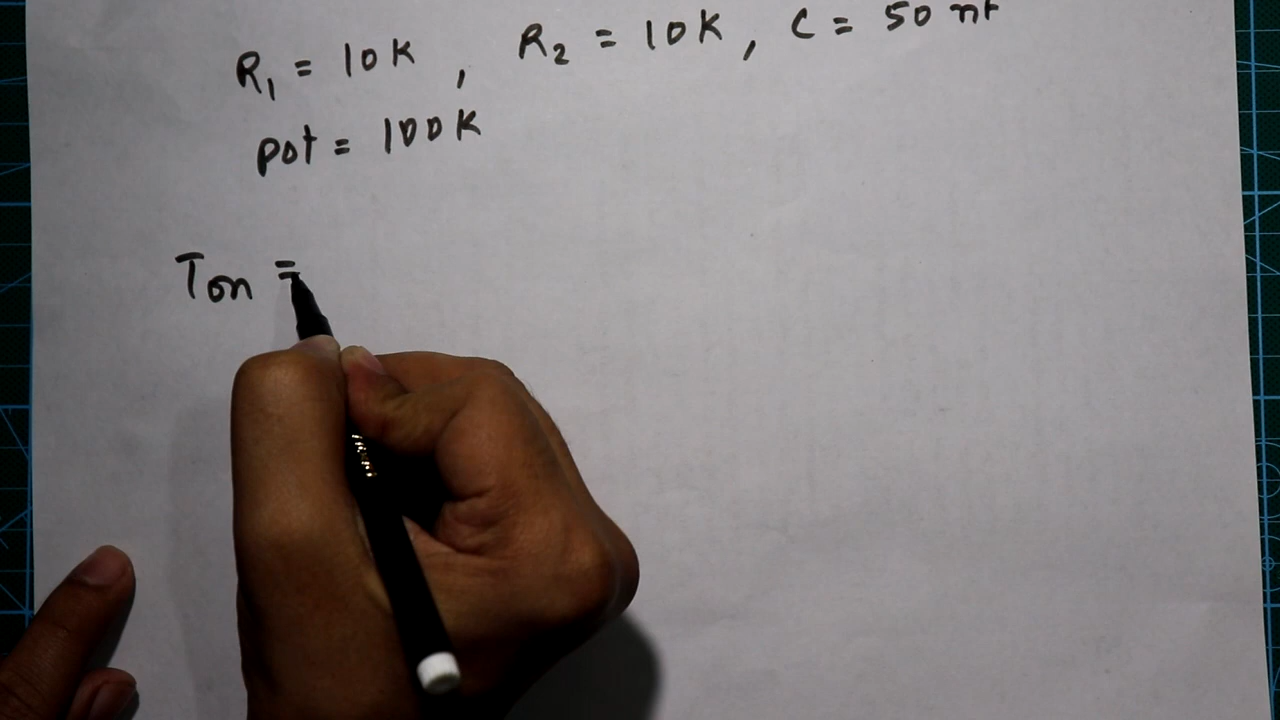 R1 = 10K , R2 = 10K, C = 50 nF
pot = 100K
Ton =